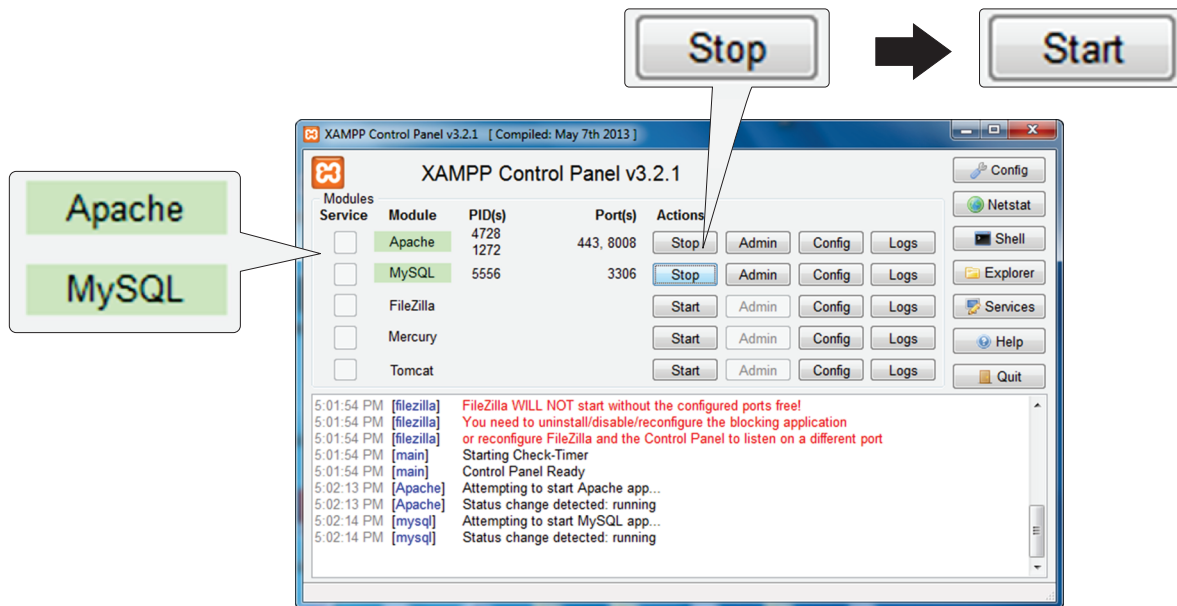 Stop
Start
XAMPP Control Panel v3.2.1 [ Compiled: May 7th 2013 ]
XAMPP Control Panel v3.2.1
Config
Modules
Service Module PID(s) Port(s) Actions
Netstat
Apache 4728 1272 443, 8008 Stop Admin Config Logs
Shell
MySQL 5556 3306 Stop Admin Config Logs
Explorer
FileZilla Start Admin Config Logs
Services
Mercury Start Admin Config Logs
Help
Tomcat Start Admin Config Logs
Quit
Apache
MySQL
5:01:54 PM [filezilla] FileZilla WILL NOT start without the configured ports free!
5:01:54 PM [filezilla] You need to uninstall/disable/reconfigure the blocking application
5:01:54 PM [filezilla] or reconfigure FileZilla and the Control Panel to listen on a different port
5:01:54 PM [main] Starting Check-Timer
5:01:54 PM [main] Control Panel Ready
5:02:13 PM [Apache] Attempting to start Apache app...
5:02:13 PM [Apache] Status change detected: running
5:02:14 PM [mysql] Attempting to start MySQL app...
5:02:14 PM [mysql] Status change detected: running